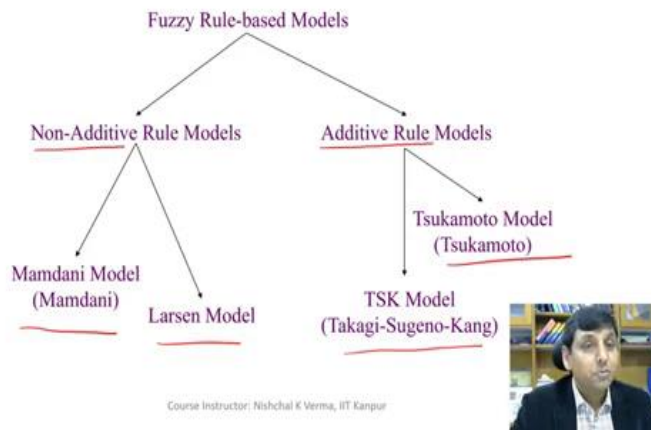 Fuzzy Rule-based Models
Non-Additive Rule Models
Additive Rule Models
Tsukamoto Model
(Tsukamoto)
Mamdani Model
(Mamdani)
Larsen Model
TSK Model
(Takagi-Sugeno-Kang)
Course Instructor: Nishchal K Verma, IIT Kanpur